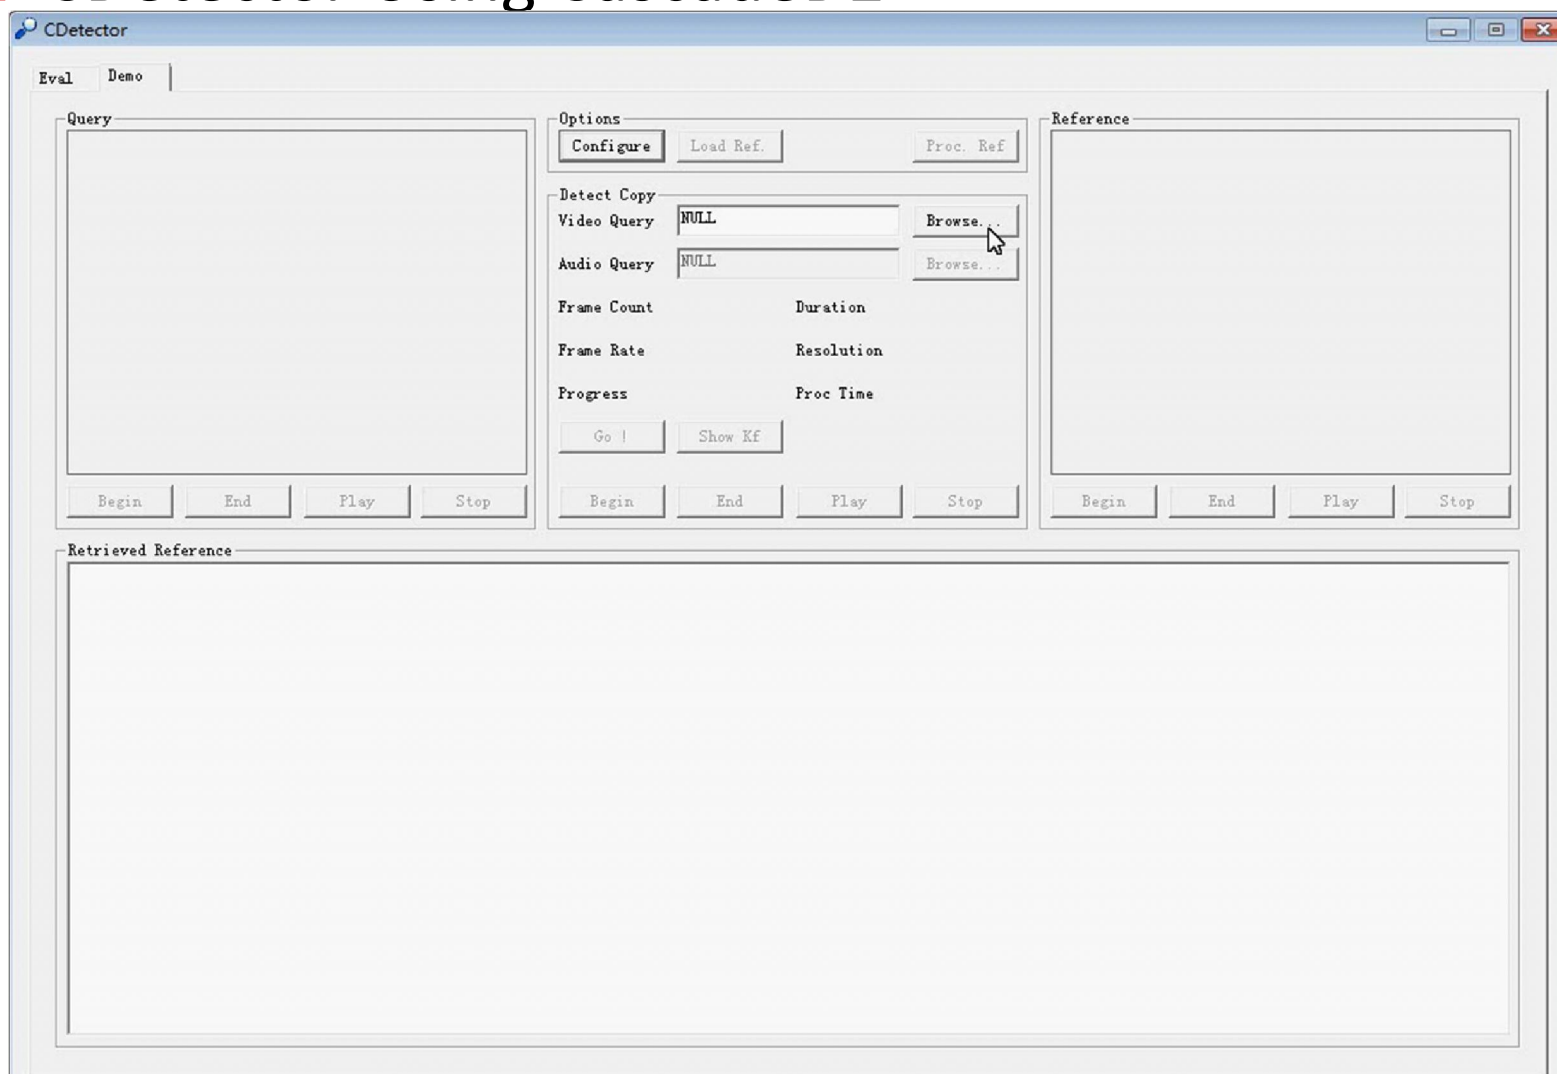 CDetector
Eval Demo
Query
Options
Reference
Configure Load Ref. Proc. Ref
Detect Copy
Video Query NULL Browse...
Audio Query NULL Browse...
Frame Count Duration
Frame Rate Resolution
Progress Proc Time
Go ! Show Kf
Begin End Play Stop
Begin End Play Stop
Begin End Play Stop
Retrieved Reference